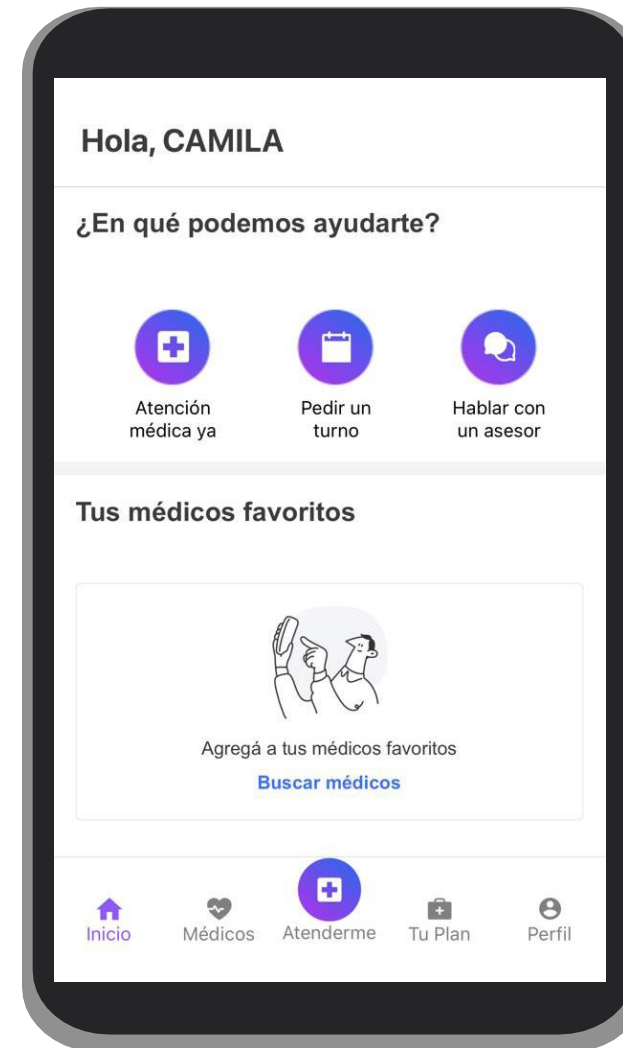 Hola, CAMILA
¿En qué podemos ayudarte?
Atención
médica ya
Pedir un
turno
Hablar con
un asesor
Tus médicos favoritos
Agregá a tus médicos favoritos
Buscar médicos
Inicio
Médicos
Atenderme
Tu Plan
Perfil